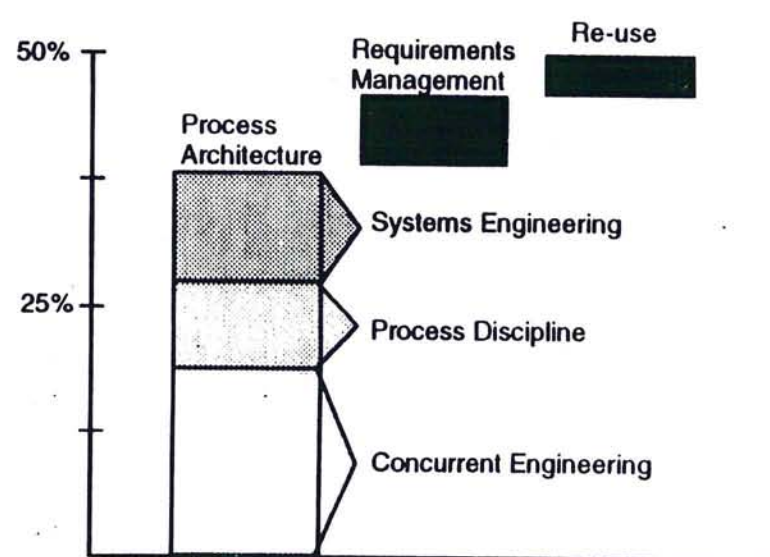 50%
Re-use
Requirements
Management
Process
Architecture
Systems Engineering
25%
Process Discipline
Concurrent Engineering